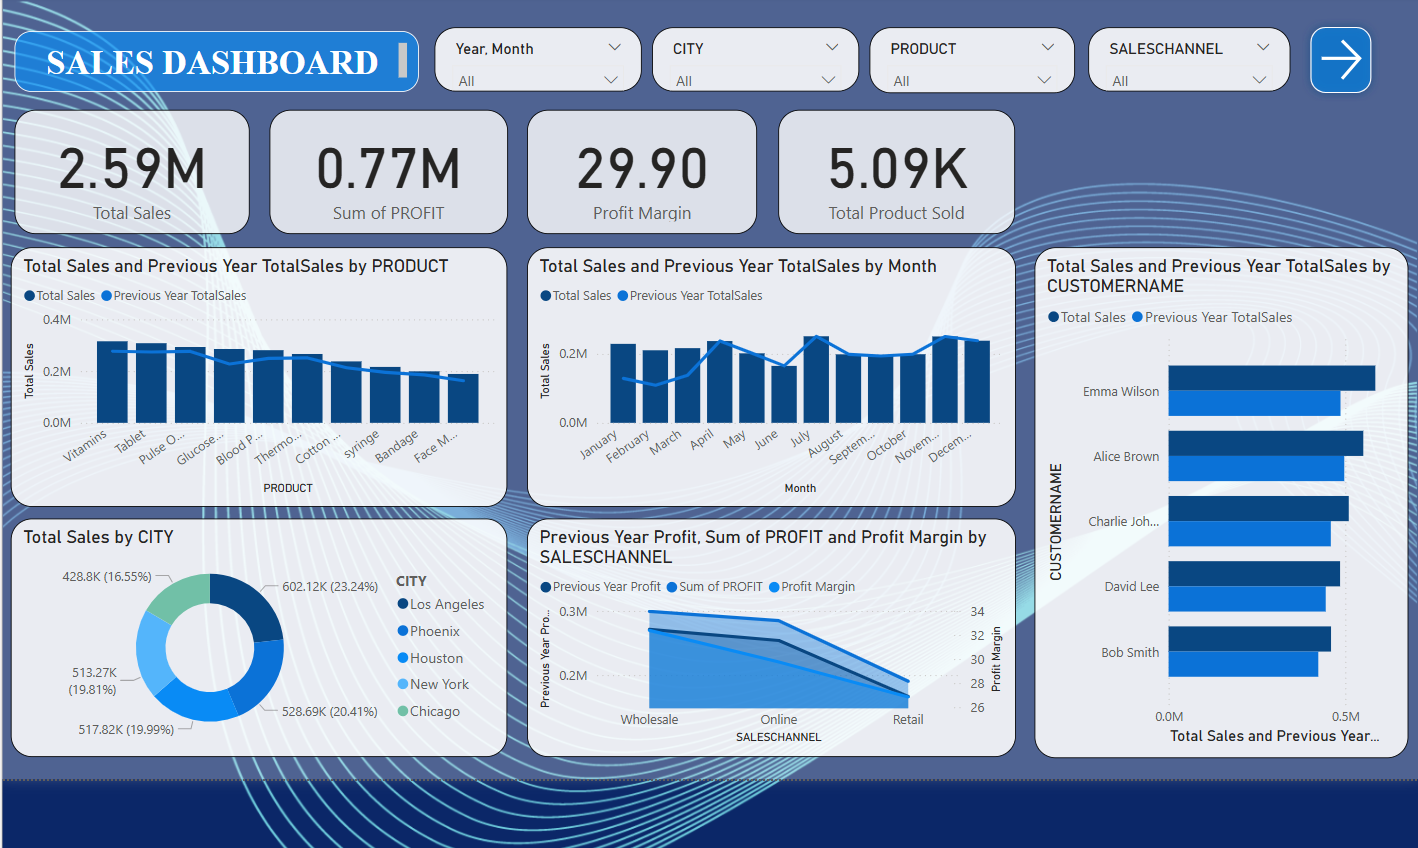 SALES DASHBOARD
Year, Month
All
CITY
All
PRODUCT
All
SALESCHANNEL
All
2.59M
Total Sales
0.77M
Sum of PROFIT
29.90
Profit Margin
5.09K
Total Product Sold
Total Sales and Previous Year TotalSales by PRODUCT
Total Sales Previous Year TotalSales
Total Sales
0.4M
0.2M
0.0M
Vitamins
Tablet
Pulse O...
Glucose...
Blood P...
Thermo...
Cotton ...
syringe
Bandage
Face M...
PRODUCT
Total Sales and Previous Year TotalSales by Month
Total Sales Previous Year TotalSales
Total Sales
0.2M
0.0M
January
February
March
April
May
June
July
August
Septem...
October
Novem...
Decem...
Month
Total Sales and Previous Year TotalSales by
CUSTOMERNAME
Total Sales Previous Year TotalSales
CUSTOMERNAME
Emma Wilson
Alice Brown
Charlie Joh...
David Lee
Bob Smith
0.0M 0.5M
Total Sales and Previous Year...
Total Sales by CITY
428.8K (16.55%)
602.12K (23.24%)
513.27K
(19.81%)
528.69K (20.41%)
517.82K (19.99%)
CITY
Los Angeles
Phoenix
Houston
New York
Chicago
Previous Year Profit, Sum of PROFIT and Profit Margin by
SALESCHANNEL
Previous Year Profit Sum of PROFIT Profit Margin
Previous Year Pro...
0.3M
0.2M
34
32
30
28
26
Profit Margin
Wholesale Online Retail
SALESCHANNEL